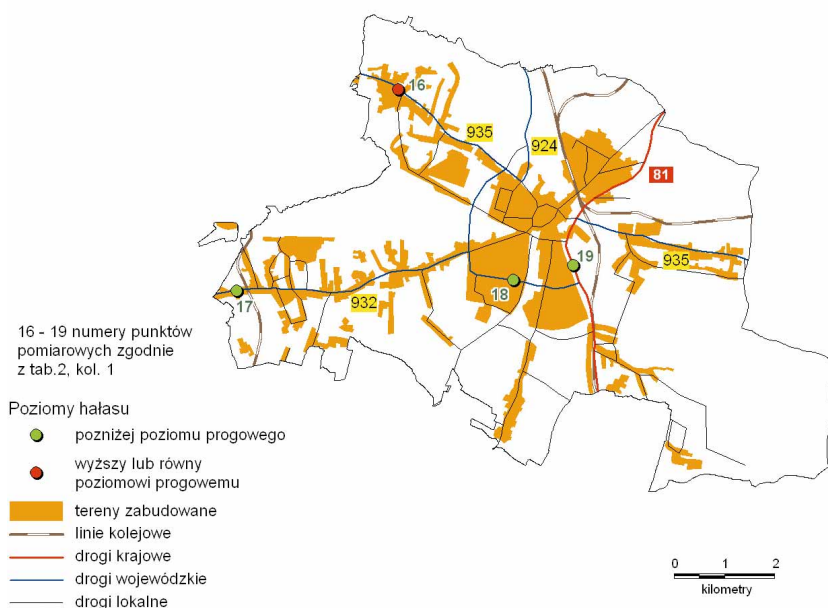 16
935
924
81
19
935
18
932
17
16 - 19 numery punktów
pomiarowych zgodnie
z tab.2, kol. 1
Poziomy hałasu
pozniżej poziomu progowego
wyższy lub równy
poziomowi progowemu
tereny zabudowane
linie kolejowe
drogi krajowe
drogi wojewódzkie
drogi lokalne
0 1 2
kilometry